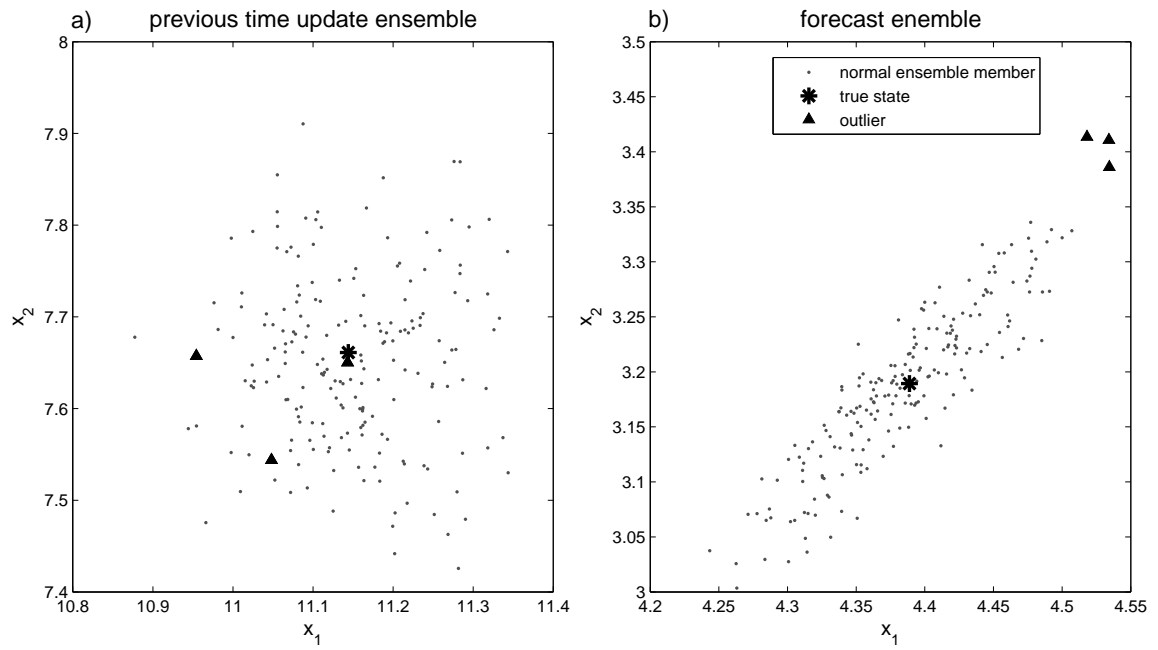 a) previous time update ensemble
8
7.9
7.8
7.7
7.6
7.5
7.4
x2
10.8 10.9 11 11.1 11.2 11.3 11.4
x1
b) forecast enemble
3.5
3.45
3.4
3.35
3.3
3.25
3.2
3.15
3.1
3.05
3
x2
normal ensemble member
true state
outlier
4.2 4.25 4.3 4.35 4.4 4.45 4.5 4.55
x1